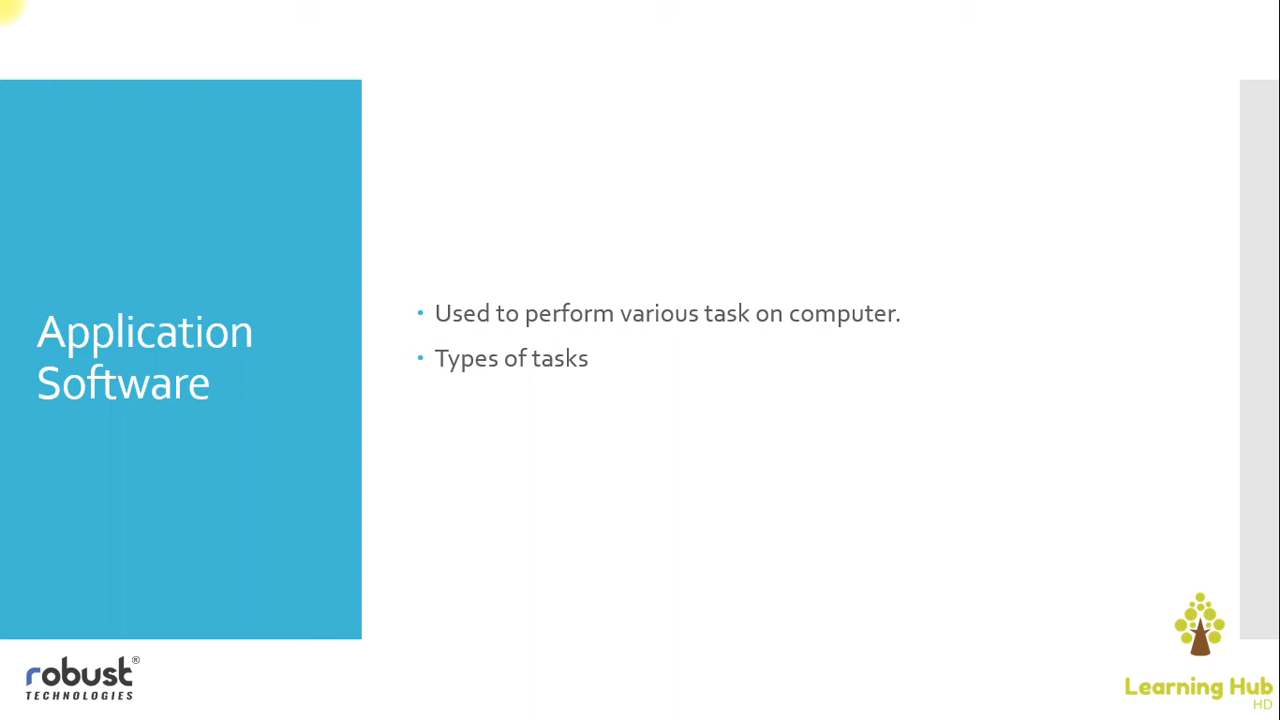 Application
Software
• Used to perform various task on computer.
• Types of tasks
robust®
TECHNOLOGIES
Learning Hub
HD